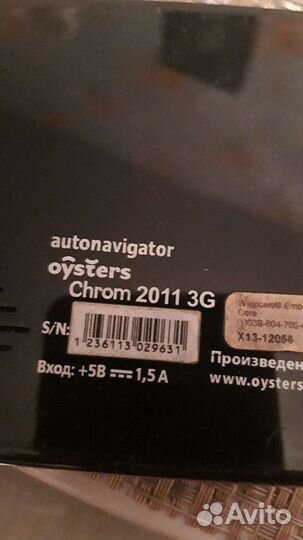 autonavigator
oysters
Chrom 2011 3G
S/N:
1 236113 029631
Windows® Emb
Core
X13-12056
Вход: +5В ⎓ 1,5 А
Произведен
www.oysters
Avito